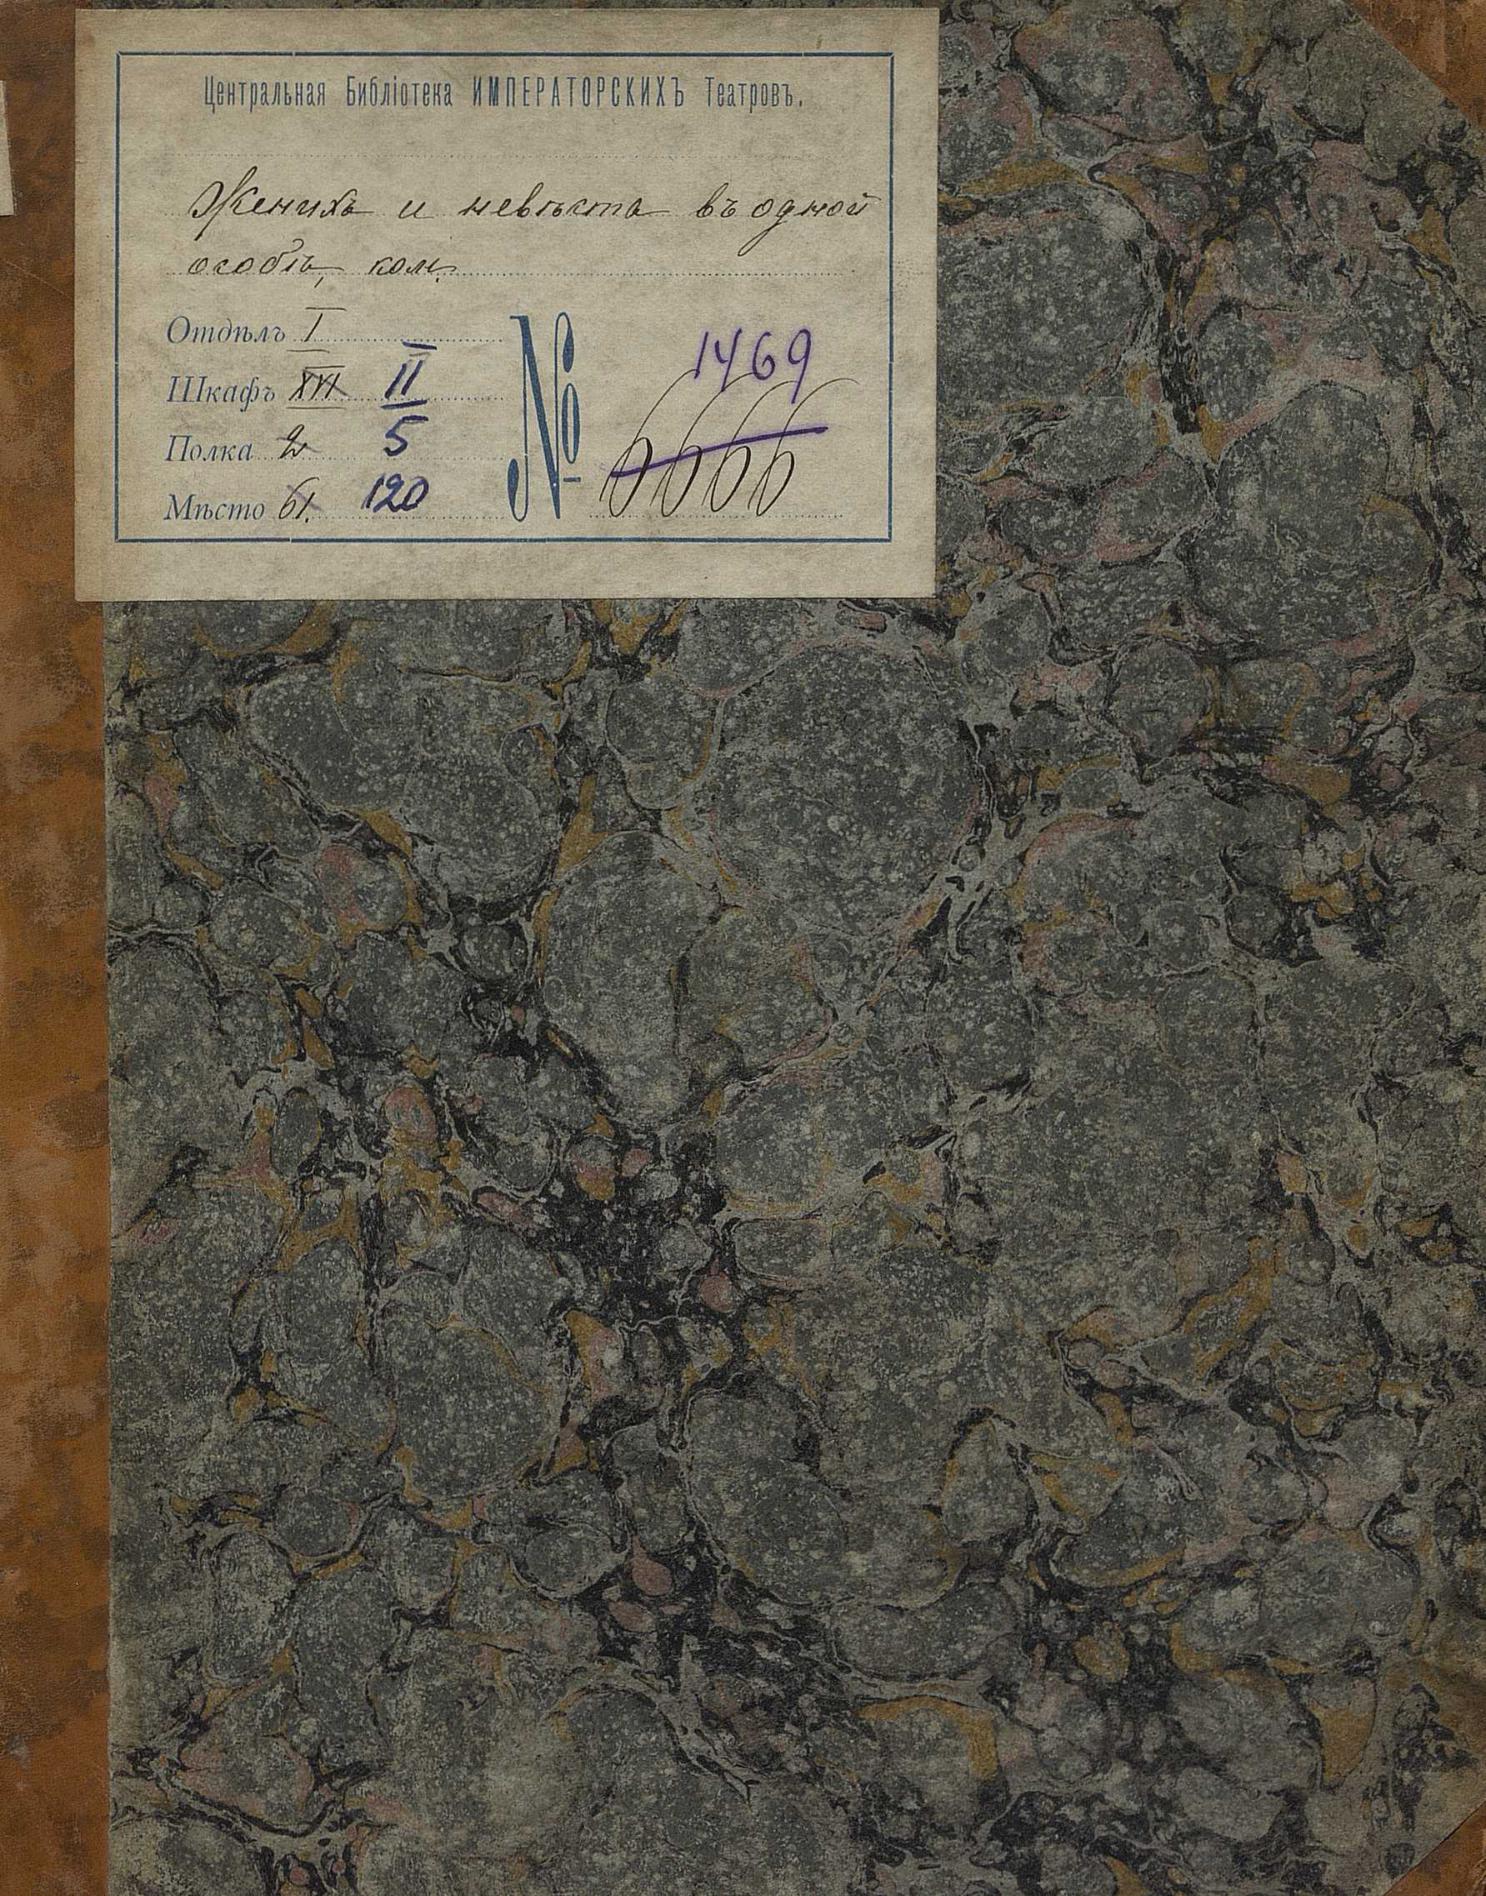 Центральная Библіотека ИМПЕРАТОРСКИХЪ Театровъ.
Женихъ и невѣста въ одной
особѣ, ком.
Отдѣлъ I
Шкафъ XVI II
Полка 2 5
Мѣсто 61. 120
№ 1469
6666